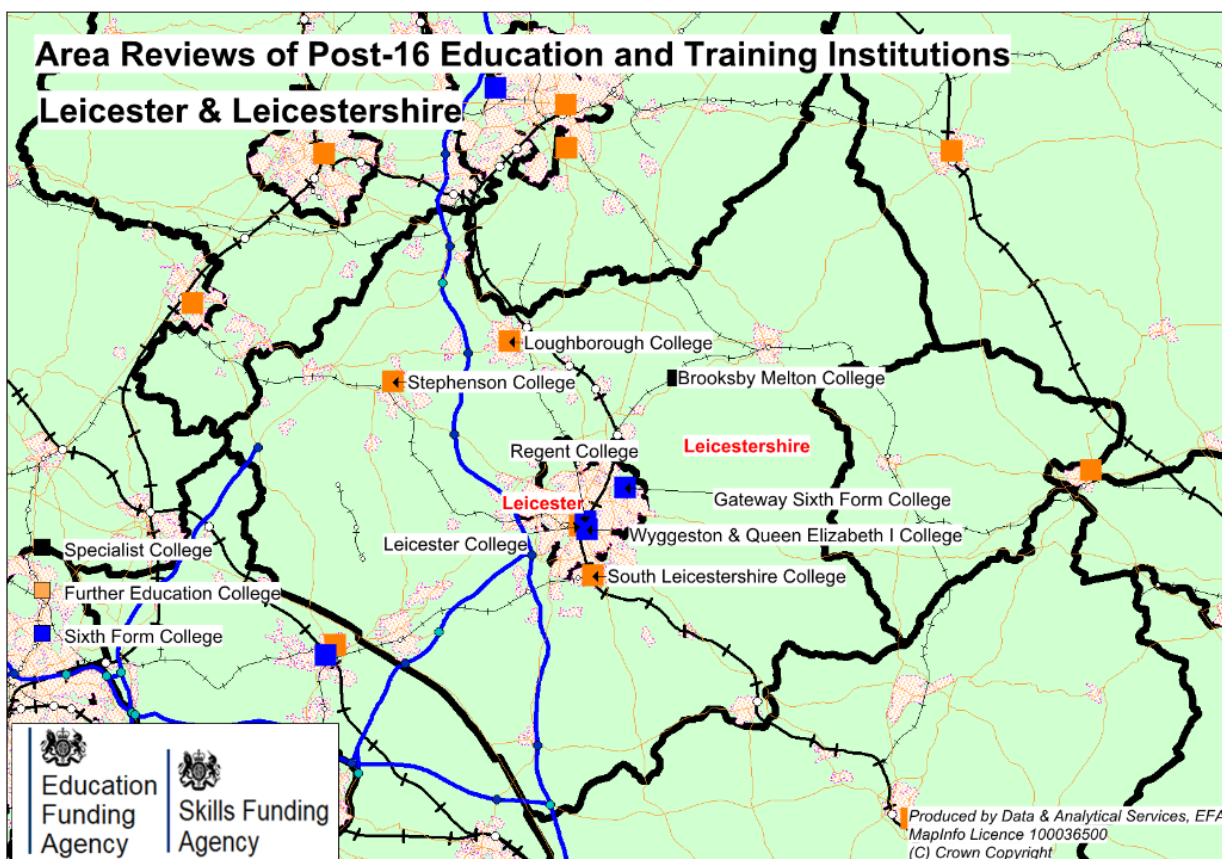 Area Reviews of Post-16 Education and Training Institutions
Leicester & Leicestershire
Loughborough College
Stephenson College
Brooksby Melton College
Regent College
Leicestershire
Gateway Sixth Form College
Leicester
Wyggeston & Queen Elizabeth I College
Leicester College
South Leicestershire College
Specialist College
Further Education College
Sixth Form College
Education
Funding
Agency
Skills Funding
Agency
Produced by Data & Analytical Services, EFA
MapInfo Licence 100036500
(C) Crown Copyright